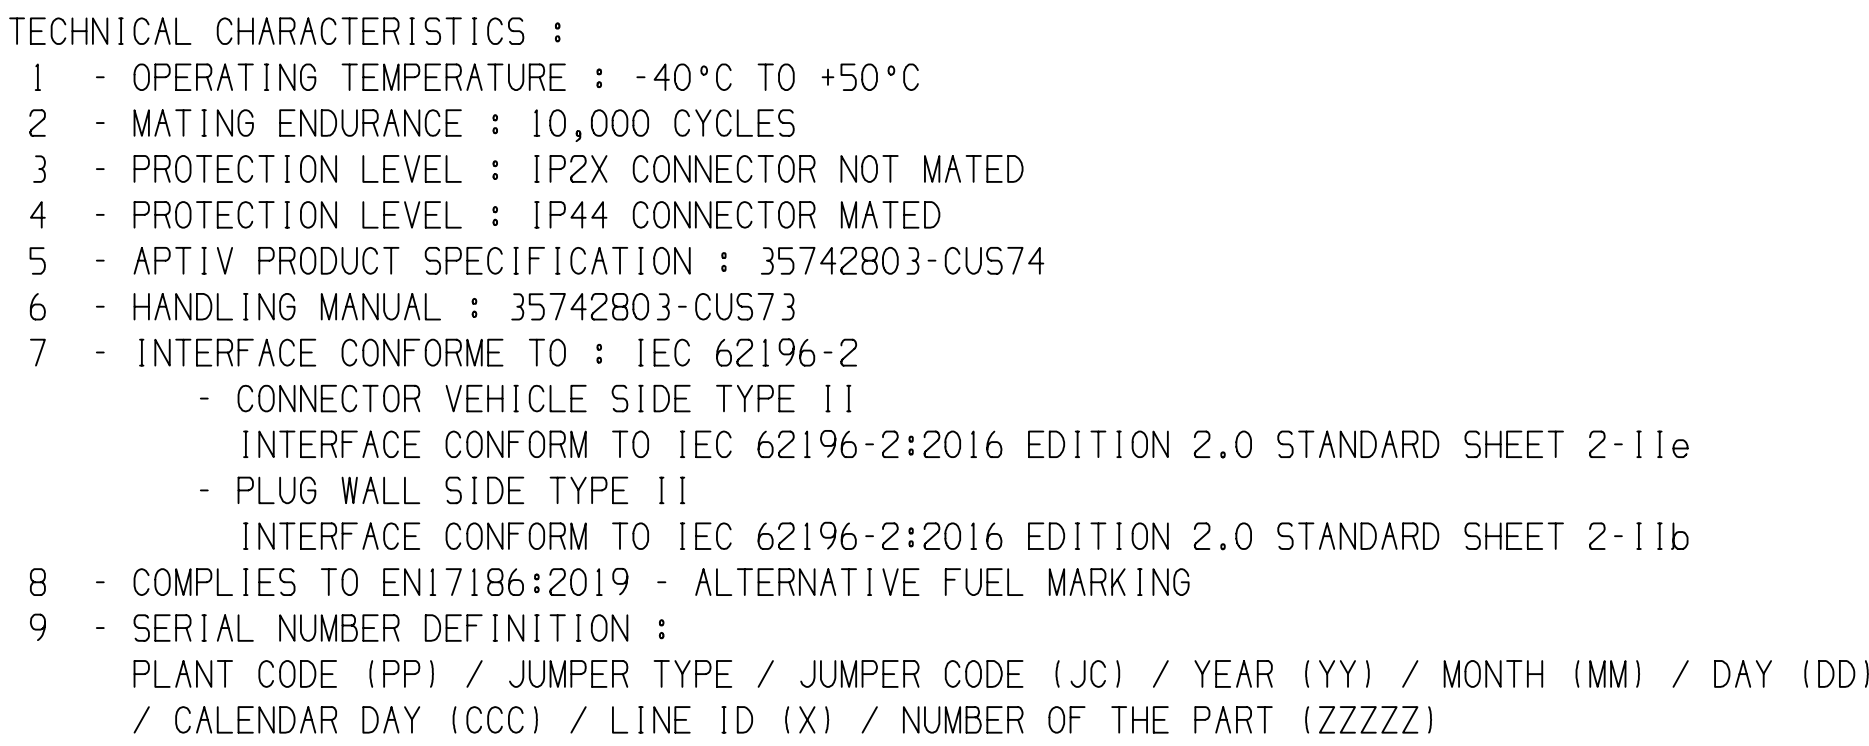 TECHNICAL CHARACTERISTICS :
1 - OPERATING TEMPERATURE : -40°C TO +50°C
2 - MATING ENDURANCE : 10,000 CYCLES
3 - PROTECTION LEVEL : IP2X CONNECTOR NOT MATED
4 - PROTECTION LEVEL : IP44 CONNECTOR MATED
5 - APTIV PRODUCT SPECIFICATION : 35742803-CUS74
6 - HANDLING MANUAL : 35742803-CUS73
7 - INTERFACE CONFORME TO : IEC 62196-2
- CONNECTOR VEHICLE SIDE TYPE II
INTERFACE CONFORM TO IEC 62196-2:2016 EDITION 2.0 STANDARD SHEET 2-IIe
- PLUG WALL SIDE TYPE II
INTERFACE CONFORM TO IEC 62196-2:2016 EDITION 2.0 STANDARD SHEET 2-IIb
8 - COMPLIES TO EN17186:2019 - ALTERNATIVE FUEL MARKING
9 - SERIAL NUMBER DEFINITION :
PLANT CODE (PP) / JUMPER TYPE / JUMPER CODE (JC) / YEAR (YY) / MONTH (MM) / DAY (DD)
/ CALENDAR DAY (CCC) / LINE ID (X) / NUMBER OF THE PART (ZZZZZ)